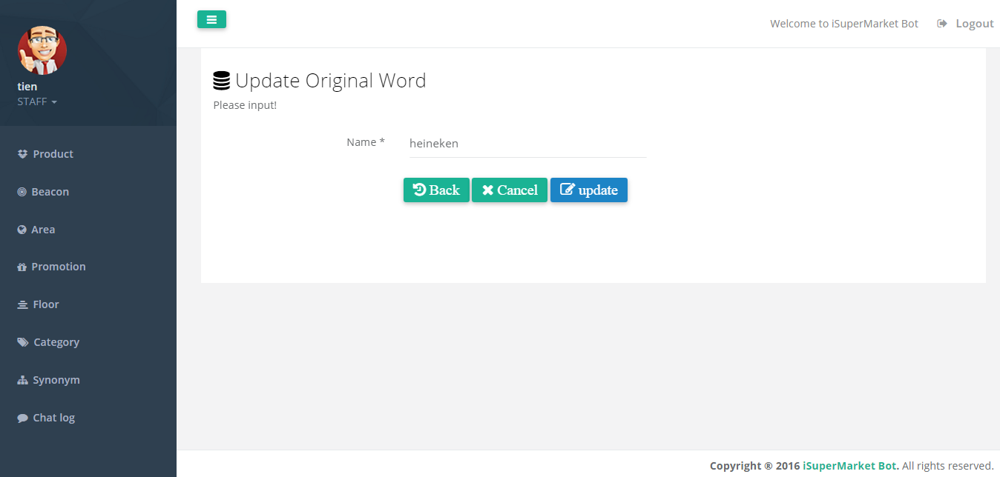 Welcome to iSuperMarket Bot Logout
tien
STAFF
Product
Beacon
Area
Promotion
Floor
Category
Synonym
Chat log
Update Original Word
Please input!
Name * heineken
Back Cancel update
Copyright ® 2016 iSuperMarket Bot. All rights reserved.